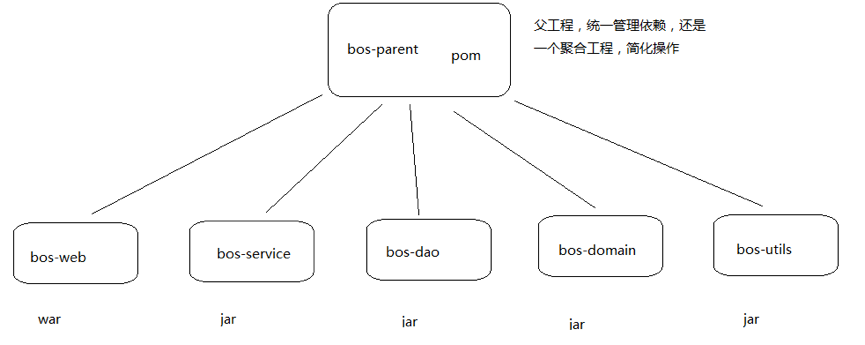 bos-parent pom
父工程，统一管理依赖，还是
一个聚合工程，简化操作
bos-web
bos-service
bos-dao
bos-domain
bos-utils
war
jar
jar
jar
jar